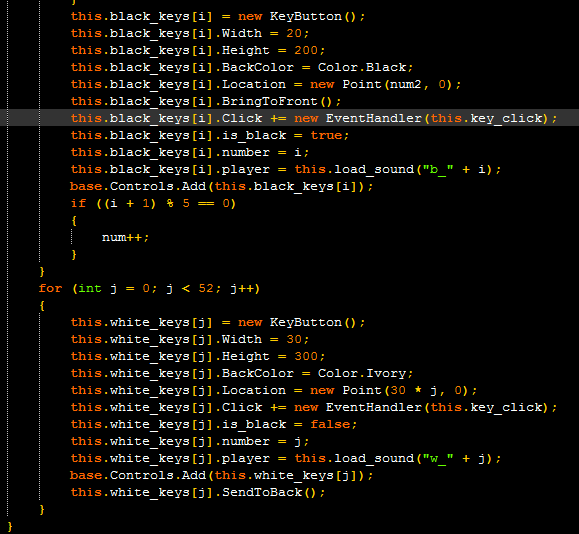 }
this.black_keys[i] = new KeyButton();
this.black_keys[i].Width = 20;
this.black_keys[i].Height = 200;
this.black_keys[i].BackColor = Color.Black;
this.black_keys[i].Location = new Point(num2, 0);
this.black_keys[i].BringToFront();
this.black_keys[i].Click += new EventHandler(this.key_click);
this.black_keys[i].is_black = true;
this.black_keys[i].number = i;
this.black_keys[i].player = this.load_sound("b_" + i);
base.Controls.Add(this.black_keys[i]);
if ((i + 1) % 5 == 0)
{
num++;
}
}
for (int j = 0; j < 52; j++)
{
this.white_keys[j] = new KeyButton();
this.white_keys[j].Width = 30;
this.white_keys[j].Height = 300;
this.white_keys[j].BackColor = Color.Ivory;
this.white_keys[j].Location = new Point(30 * j, 0);
this.white_keys[j].Click += new EventHandler(this.key_click);
this.white_keys[j].is_black = false;
this.white_keys[j].number = j;
this.white_keys[j].player = this.load_sound("w_" + j);
base.Controls.Add(this.white_keys[j]);
this.white_keys[j].SendToBack();
}
}